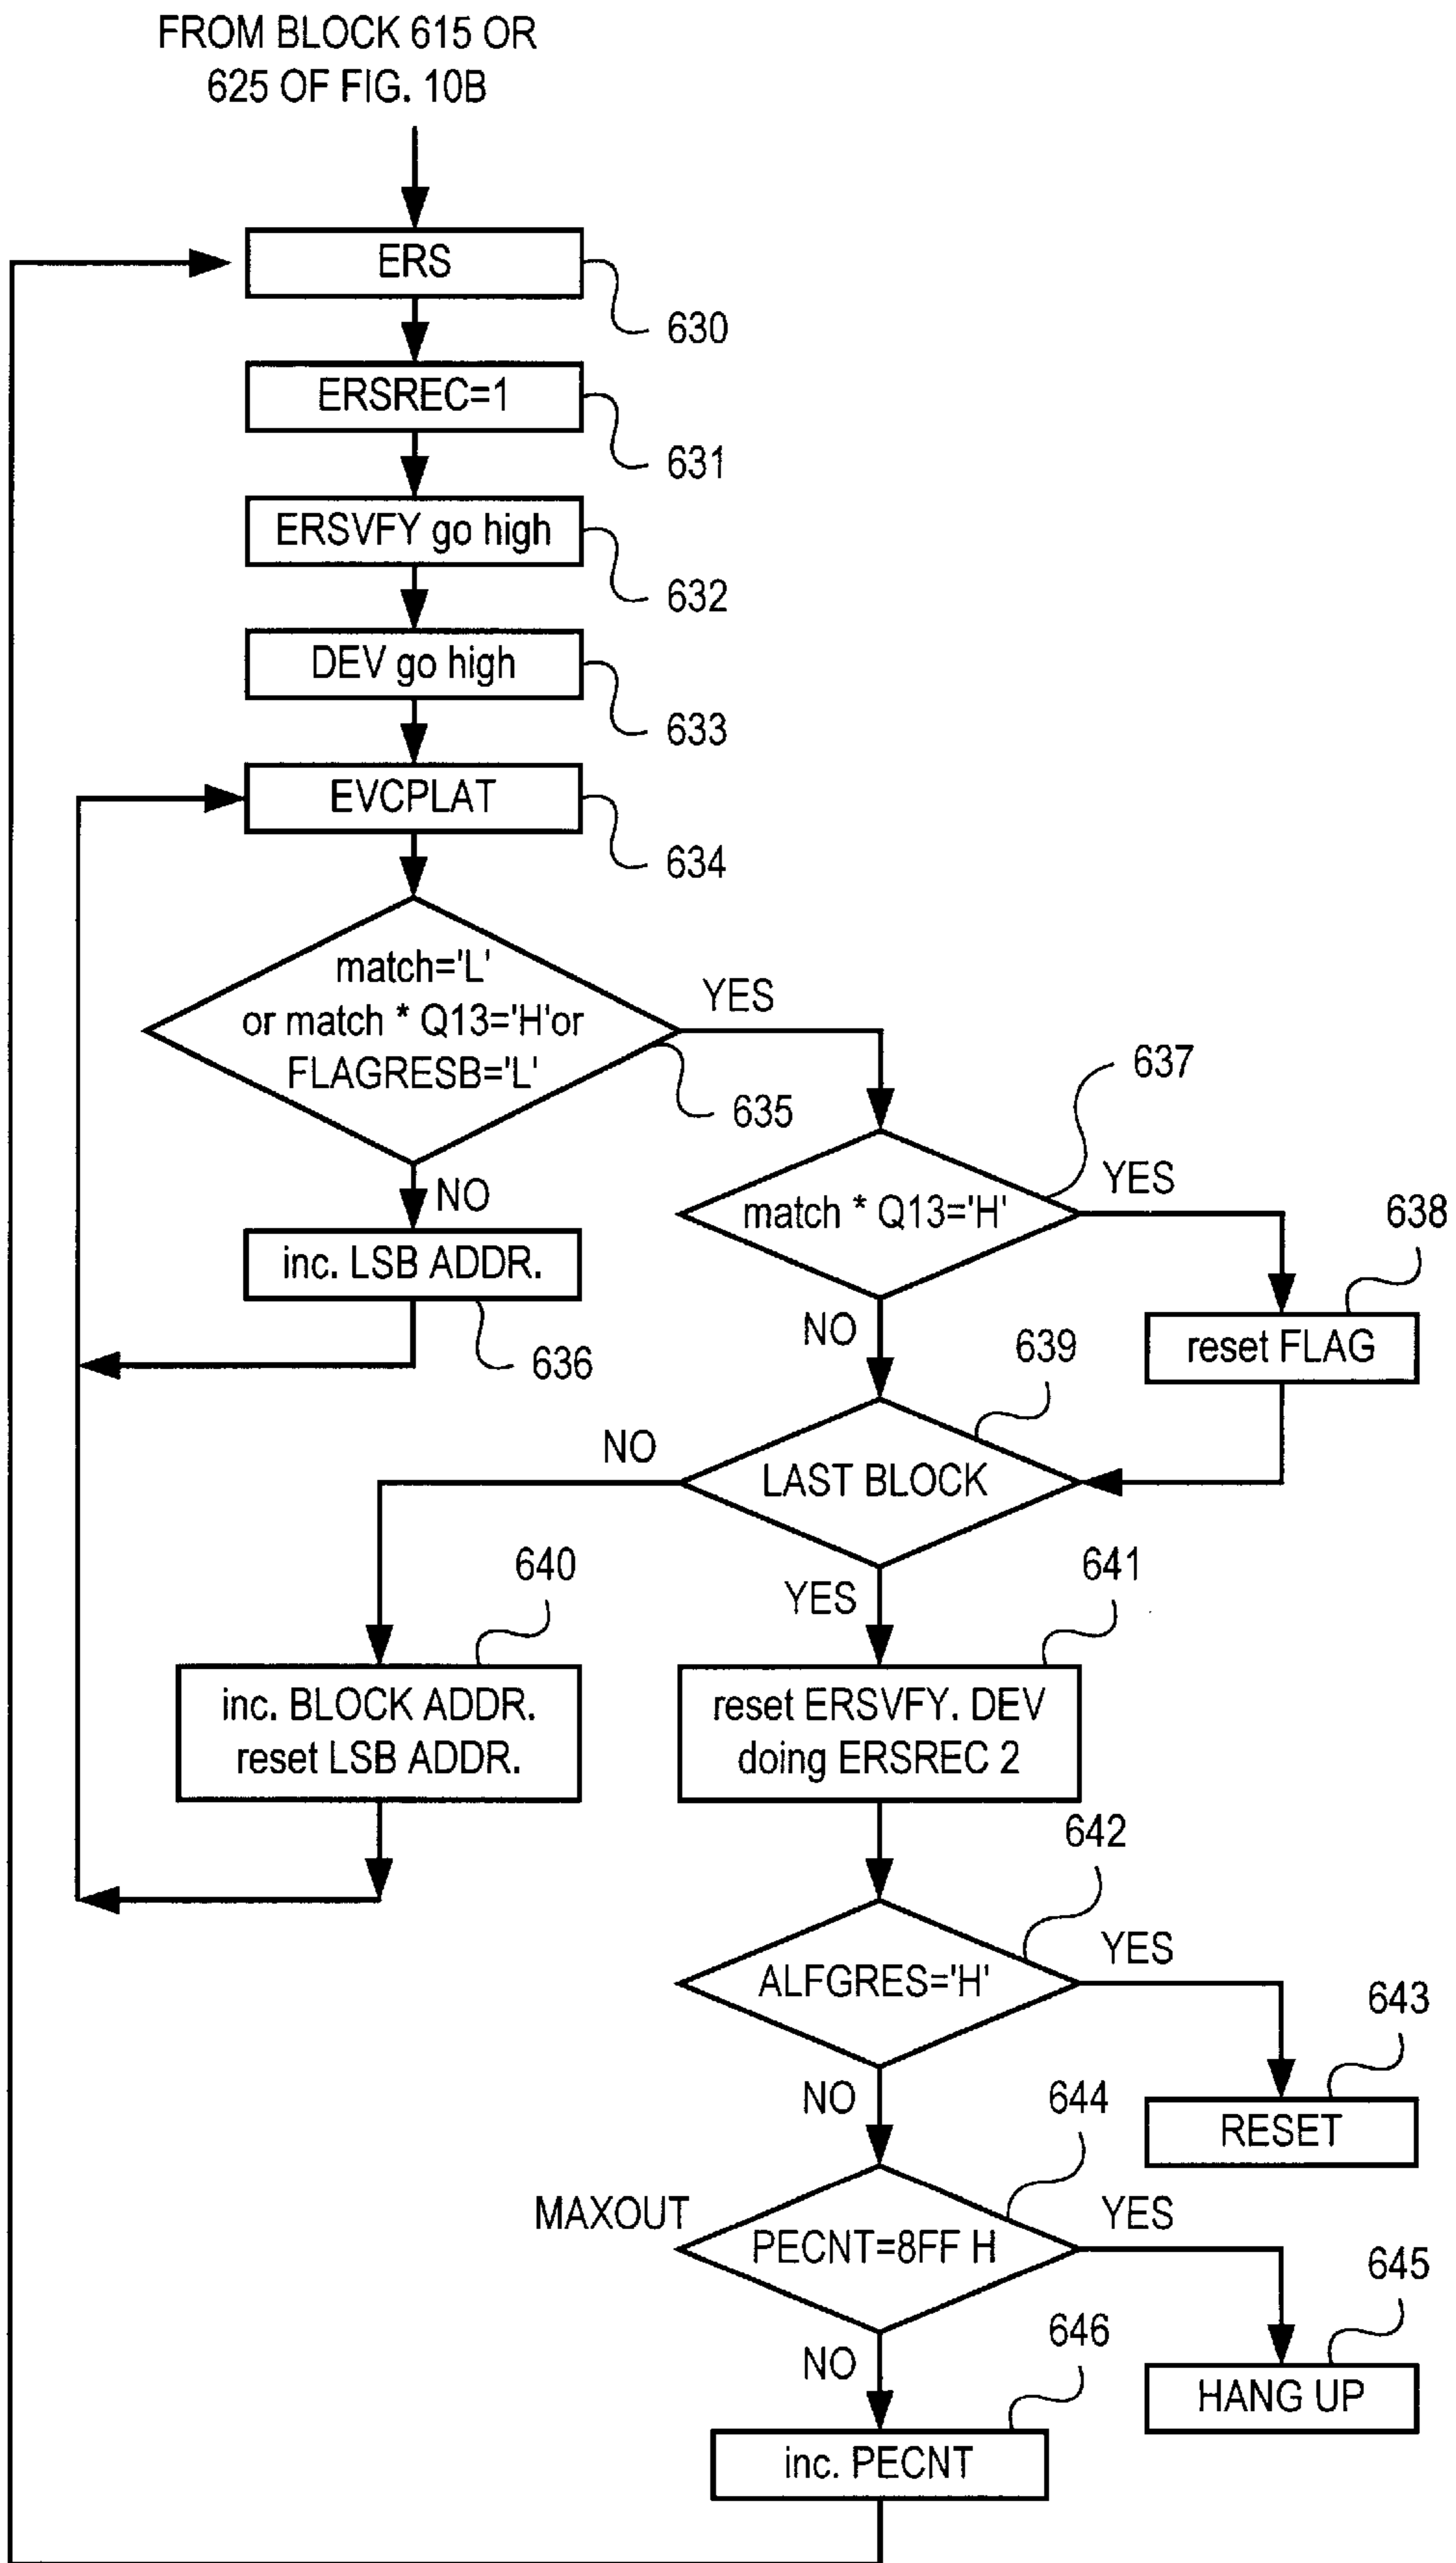 FROM BLOCK 615 OR
625 OF FIG. 10B
ERS
630
ERSREC=1
631
ERSVFY go high
632
DEV go high
633
EVCPLAT
634
match='L'
or match * Q13='H'or
FLAGRESB='L'
635
YES
NO
inc. LSB ADDR.
636
match * Q13='H'
637
YES
NO
638
reset FLAG
639
LAST BLOCK
NO
YES
640
inc. BLOCK ADDR.
reset LSB ADDR.
641
reset ERSVFY. DEV
doing ERSREC 2
642
ALFGRES='H'
YES
NO
643
RESET
644
MAXOUT
PECNT=8FF H
YES
NO
645
HANG UP
646
inc. PECNT